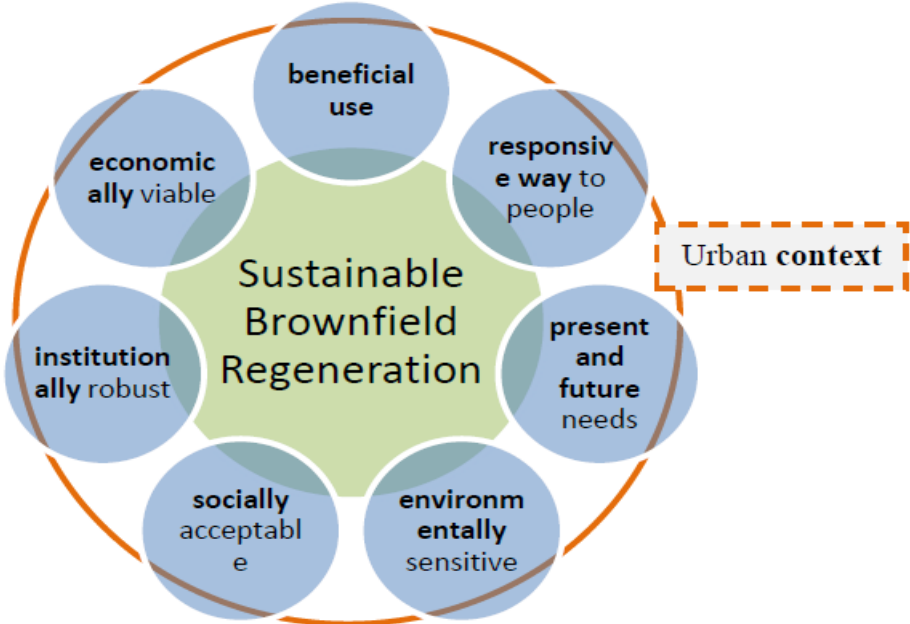 beneficial
use
responsiv
e way to
people
Urban context
present
and
future
needs
environm
entally
sensitive
socially
acceptabl
e
institution
ally robust
economic
ally viable
Sustainable
Brownfield
Regeneration